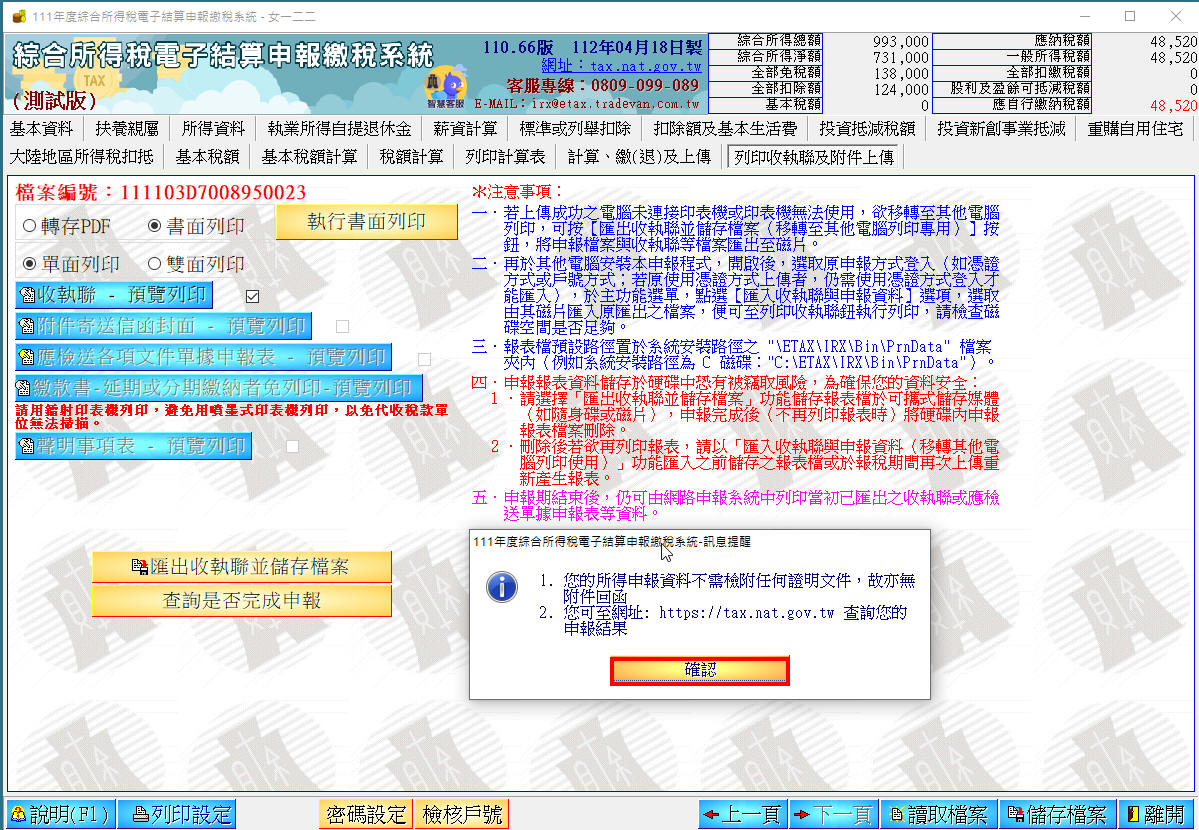 111年度綜合所得稅電子結算申報繳稅系統 - 女一二二
綜合所得稅電子結算申報繳稅系統
(測試版)
TAX
智慧客服
110.66版 112年04月18日製
網址：tax.nat.gov.tw
客服專線：0809-099-089
E-MAIL：irx@etax.tradevan.com.tw
綜合所得總額 993,000 應納稅額 48,520
綜合所得淨額 731,000 一般所得稅額 48,520
全部免稅額 138,000 全部扣繳稅額 0
全部扣除額 124,000 股利及盈餘可抵減稅額 0
基本稅額 0 應自行繳納稅額 48,520
基本資料 扶養親屬 所得資料 執業所得自提退休金 薪資計算 標準或列舉扣除 扣除額及基本生活費 投資抵減稅額 投資新創事業抵減 重購自用住宅
大陸地區所得稅扣抵 基本稅額 基本稅額計算 稅額計算 列印計算表 計算、繳(退)及上傳 列印收執聯及附件上傳
檔案編號：111103D7008950023
轉存PDF 書面列印 執行書面列印
單面列印 雙面列印
收執聯 - 預覽列印
附件寄送信函封面 - 預覽列印
應檢送各項文件單據申報表 - 預覽列印
繳款書-延期或分期繳納者免列印-預覽列印
請用鐳射印表機列印，避免用噴墨式印表機列印，以免代收稅款單
位無法掃描。
聲明事項表 - 預覽列印
匯出收執聯並儲存檔案
查詢是否完成申報
※注意事項：
一．若上傳成功之電腦未連接印表機或印表機無法使用，欲移轉至其他電腦
列印，可按［匯出收執聯並儲存檔案（移轉至其他電腦列印專用）］按
鈕，將申報檔案與收執聯等檔案匯出至磁片。
二．再於其他電腦安裝本申報程式，開啟後，選取原申報方式登入（如憑證
方式或戶號方式；若原使用憑證方式上傳者，仍需使用憑證方式登入才
能匯入），於主功能選單，點選［匯入收執聯與申報資料］選項，選取
由其磁片匯入原匯出之檔案，便可至列印收執聯鈕執行列印，請檢查磁
碟空間是否足夠。
三．報表檔預設路徑置於系統安裝路徑之 "\ETAX\IRX\Bin\PrnData" 檔案
夾內（例如系統安裝路徑為 C 磁碟："C:\ETAX\IRX\Bin\PrnData"）。
四．申報報表資料儲存於硬碟中恐有被竊取風險，為確保您的資料安全：
１．請選擇「匯出收執聯並儲存檔案」功能儲存報表檔於可攜式儲存媒體
（如隨身碟或磁片），申報完成後（不再列印報表時）將硬碟內申報
報表檔案刪除。
２．刪除後若欲再列印報表，請以「匯入收執聯與申報資料（移轉其他電
腦列印使用）」功能匯入之前儲存之報表檔或於報稅期間再次上傳重
新產生報表。
五．申報期結束後，仍可由網路申報系統中列印當初已匯出之收執聯或應檢
送單據申報表等資料。
111年度綜合所得稅電子結算申報繳稅系統-訊息提醒
1. 您的所得申報資料不需檢附任何證明文件，故亦無
附件回函
2. 您可至網址: https://tax.nat.gov.tw 查詢您的
申報結果
確認
說明(F1) 列印設定 密碼設定 檢核戶號 上一頁 下一頁 讀取檔案 儲存檔案 離開